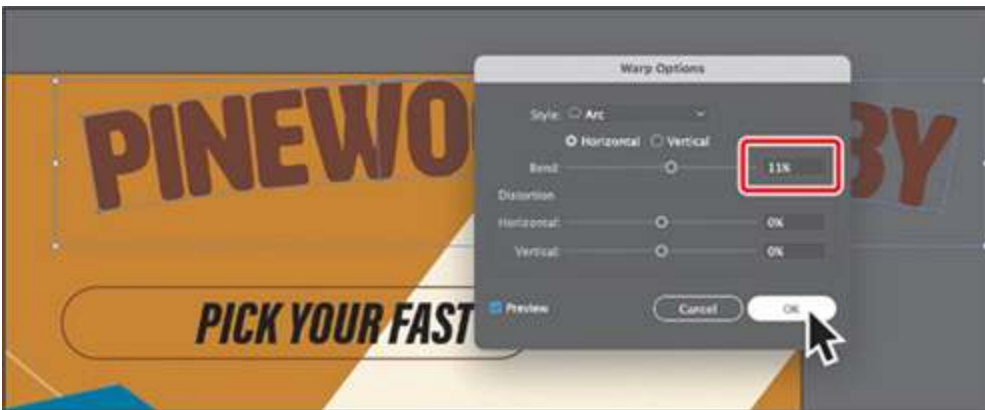 Warp Options
PINEWO BY
Style: Arc
Horizontal Vertical
Bend: 11%
Distortion
Horizontal: 0%
Vertical: 0%
Preview Cancel OK
PICK YOUR FAST